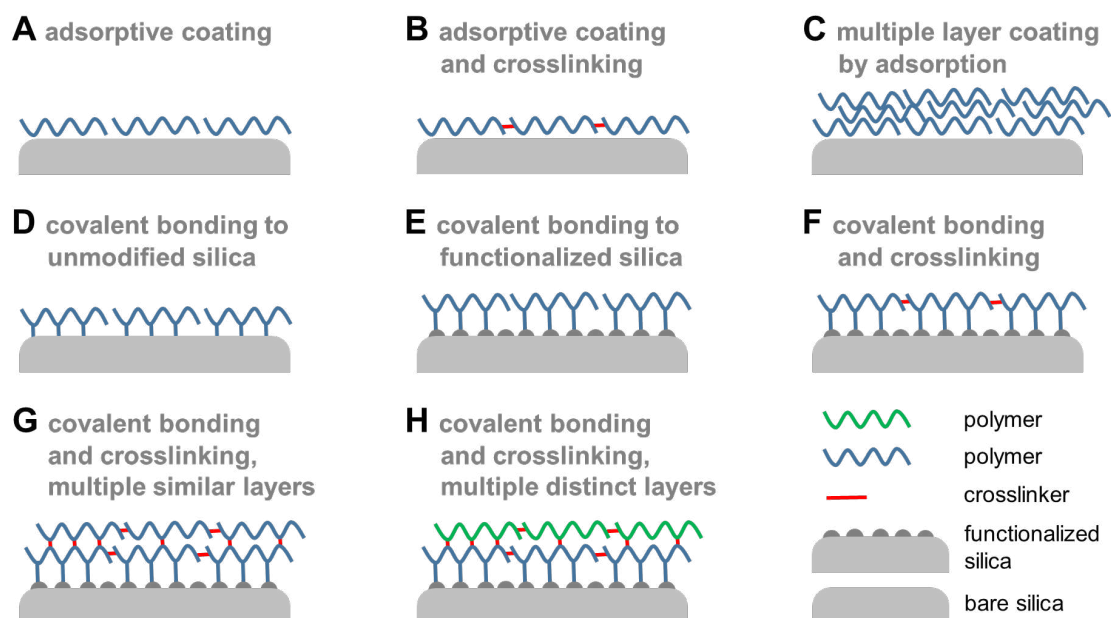 A adsorptive coating
B adsorptive coating
and crosslinking
C multiple layer coating
by adsorption
D covalent bonding to
unmodified silica
E covalent bonding to
functionalized silica
F covalent bonding
and crosslinking
G covalent bonding
and crosslinking,
multiple similar layers
H covalent bonding
and crosslinking,
multiple distinct layers
polymer
polymer
crosslinker
functionalized
silica
bare silica